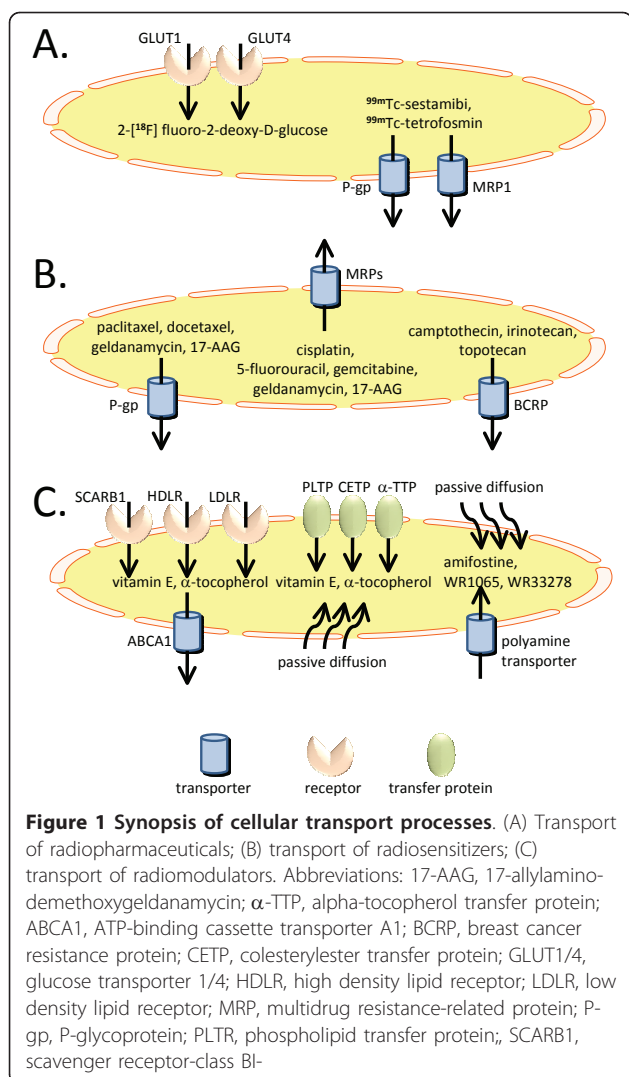 A.
GLUT1 GLUT4
2-[¹⁸F] fluoro-2-deoxy-D-glucose
⁹⁹ᵐTc-sestamibi,
⁹⁹ᵐTc-tetrofosmin
P-gp MRP1
B.
MRPs
paclitaxel, docetaxel,
geldanamycin, 17-AAG
cisplatin,
5-fluorouracil, gemcitabine,
geldanamycin, 17-AAG
camptothecin, irinotecan,
topotecan
P-gp
BCRP
C.
SCARB1 HDLR LDLR
PLTP CETP α-TTP
passive diffusion
vitamin E, α-tocopherol
vitamin E, α-tocopherol
amifostine,
WR1065, WR33278
ABCA1
passive diffusion
polyamine
transporter
transporter receptor transfer protein
Figure 1 Synopsis of cellular transport processes. (A) Transport
of radiopharmaceuticals; (B) transport of radiosensitizers; (C)
transport of radiomodulators. Abbreviations: 17-AAG, 17-allylamino-
demethoxygeldanamycin; α-TTP, alpha-tocopherol transfer protein;
ABCA1, ATP-binding cassette transporter A1; BCRP, breast cancer
resistance protein; CETP, colesterylester transfer protein; GLUT1/4,
glucose transporter 1/4; HDLR, high density lipid receptor; LDLR, low
density lipid receptor; MRP, multidrug resistance-related protein; P-
gp, P-glycoprotein; PLTR, phospholipid transfer protein;, SCARB1,
scavenger receptor-class BI-